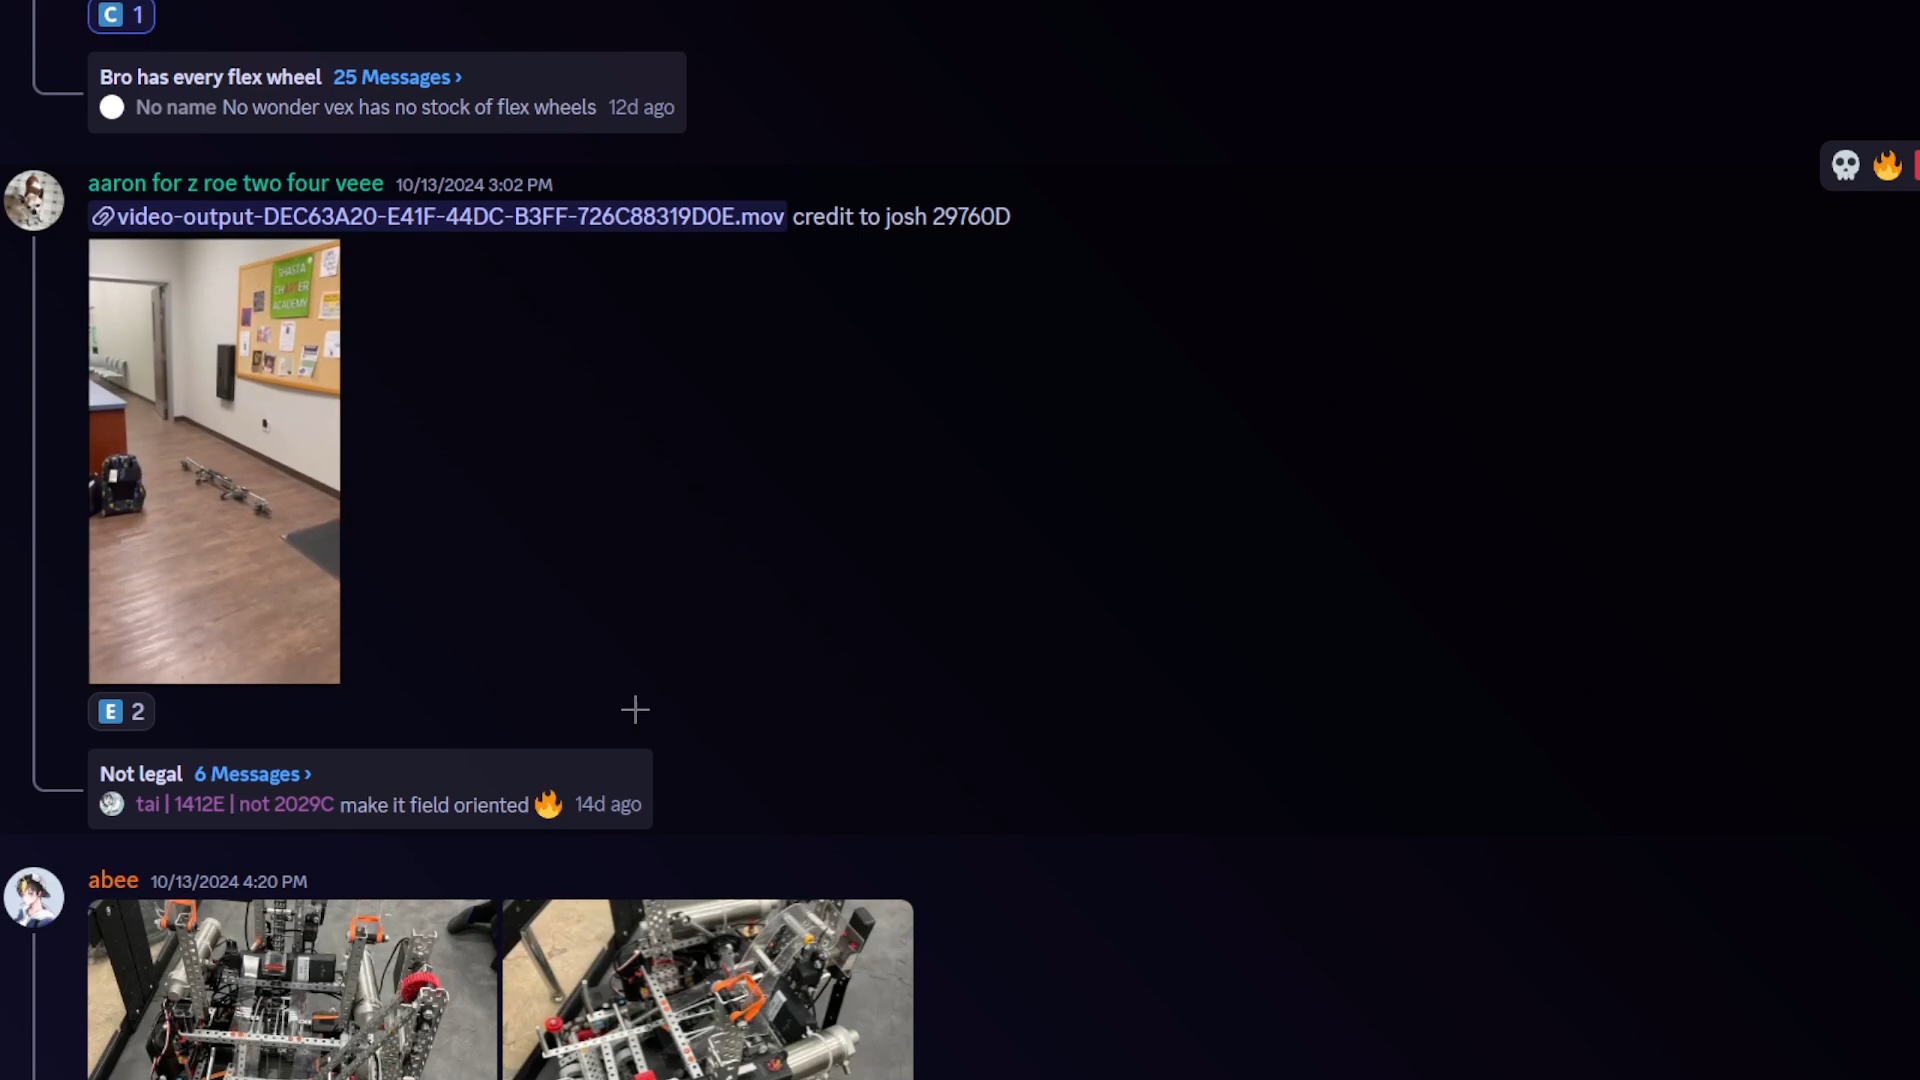 C 1
Bro has every flex wheel 25 Messages ›
No name No wonder vex has no stock of flex wheels 12d ago
aaron for z roe two four veee 10/13/2024 3:02 PM
video-output-DEC63A20-E41F-44DC-B3FF-726C88319D0E.mov credit to josh 29760D
SHASTA
CHARTER
ACADEMY
E 2
Not legal 6 Messages ›
tai | 1412E | not 2029C make it field oriented 🔥 14d ago
abee 10/13/2024 4:20 PM